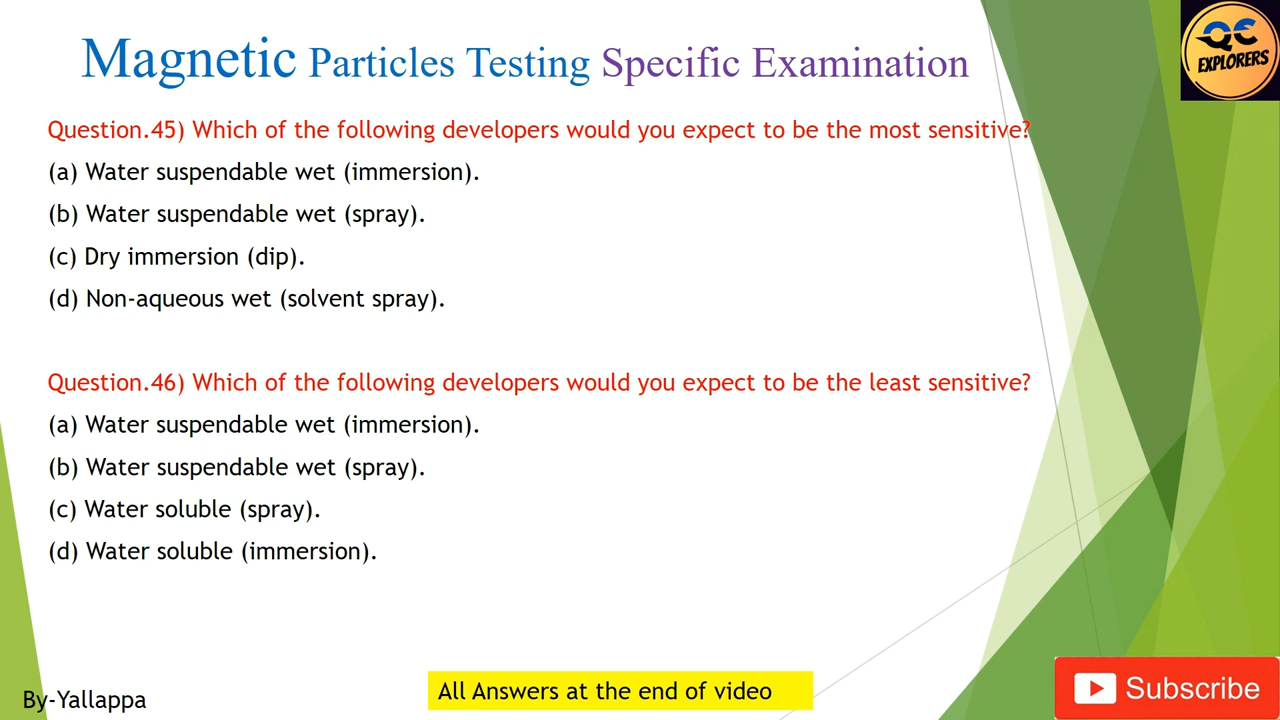 Magnetic Particles Testing Specific Examination
QC
EXPLORERS
Question.45) Which of the following developers would you expect to be the most sensitive?
(a) Water suspendable wet (immersion).
(b) Water suspendable wet (spray).
(c) Dry immersion (dip).
(d) Non-aqueous wet (solvent spray).
Question.46) Which of the following developers would you expect to be the least sensitive?
(a) Water suspendable wet (immersion).
(b) Water suspendable wet (spray).
(c) Water soluble (spray).
(d) Water soluble (immersion).
By-Yallappa
All Answers at the end of video
Subscribe